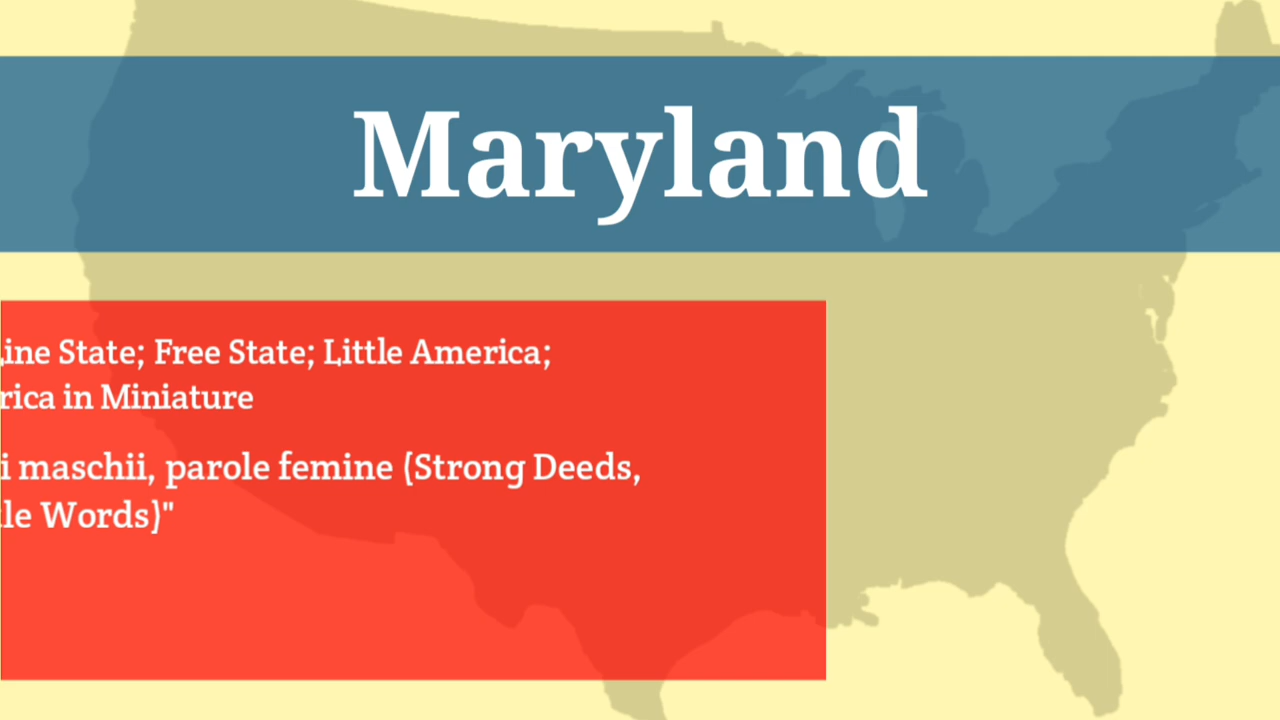 Maryland
ine State; Free State; Little America;
rica in Miniature
i maschii, parole femine (Strong Deeds,
le Words)"